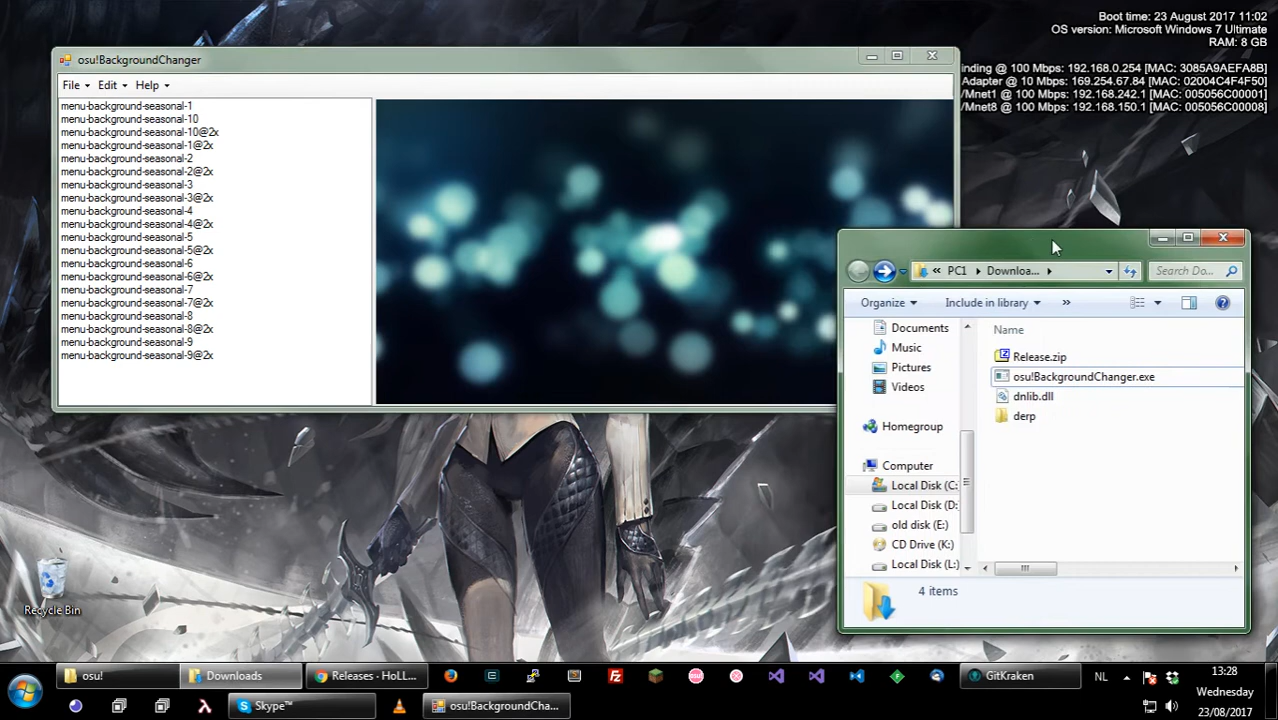 Boot time: 23 August 2017 11:02
OS version: Microsoft Windows 7 Ultimate
RAM: 8 GB
inding @ 100 Mbps: 192.168.0.254 [MAC: 3085A9AEFA8B]
Adapter @ 10 Mbps: 169.254.67.84 [MAC: 02004C4F4F50]
/Mnet1 @ 100 Mbps: 192.168.242.1 [MAC: 005056C00001]
/Mnet8 @ 100 Mbps: 192.168.150.1 [MAC: 005056C00008]
osu!BackgroundChanger
File Edit Help
menu-background-seasonal-1
menu-background-seasonal-10
menu-background-seasonal-10@2x
menu-background-seasonal-1@2x
menu-background-seasonal-2
menu-background-seasonal-2@2x
menu-background-seasonal-3
menu-background-seasonal-3@2x
menu-background-seasonal-4
menu-background-seasonal-4@2x
menu-background-seasonal-5
menu-background-seasonal-5@2x
menu-background-seasonal-6
menu-background-seasonal-6@2x
menu-background-seasonal-7
menu-background-seasonal-7@2x
menu-background-seasonal-8
menu-background-seasonal-8@2x
menu-background-seasonal-9
menu-background-seasonal-9@2x
« PC1 Downloa... Search Do...
Organize Include in library »
Documents
Music
Pictures
Videos
Homegroup
Computer
Local Disk (C:
Local Disk (D:
old disk (E:)
CD Drive (K:)
Local Disk (L:)
Name
Release.zip
osu!BackgroundChanger.exe
dnlib.dll
derp
4 items
Recycle Bin
osu! Downloads Releases - HoLL... GitKraken NL
Skype™ osu!BackgroundCha...
13:28
Wednesday
23/08/2017